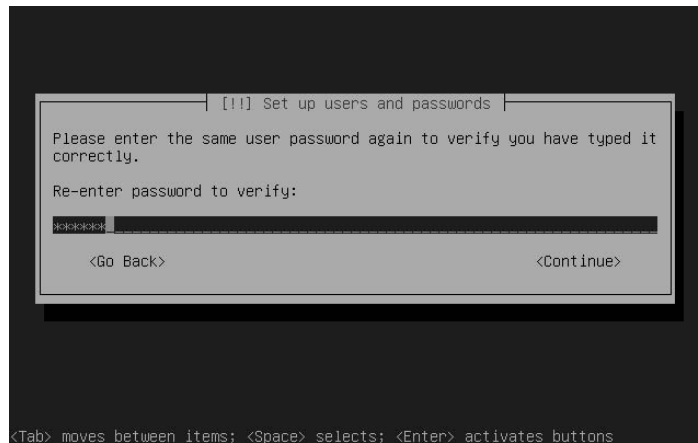 [!!] Set up users and passwords
Please enter the same user password again to verify you have typed it
correctly.
Re-enter password to verify:
******
<Go Back> <Continue>
<Tab> moves between items; <Space> selects; <Enter> activates buttons